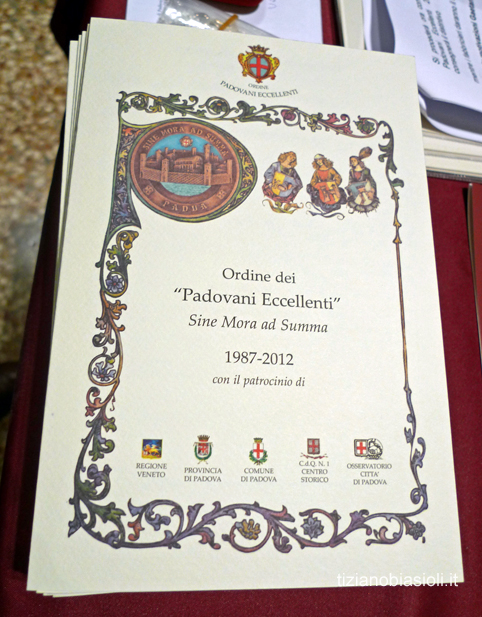 ORDINE
PADOVANI ECCELLENTI
SINE MORA AD SUMMA
PADUA
Ordine dei
“Padovani Eccellenti”
Sine Mora ad Summa
1987-2012
con il patrocinio di
REGIONE
VENETO
PROVINCIA
DI PADOVA
COMUNE
DI PADOVA
C.d.Q. N. 1
CENTRO
STORICO
OSSERVATORIO
CITTA'
DI PADOVA
tizianobiasioli.it